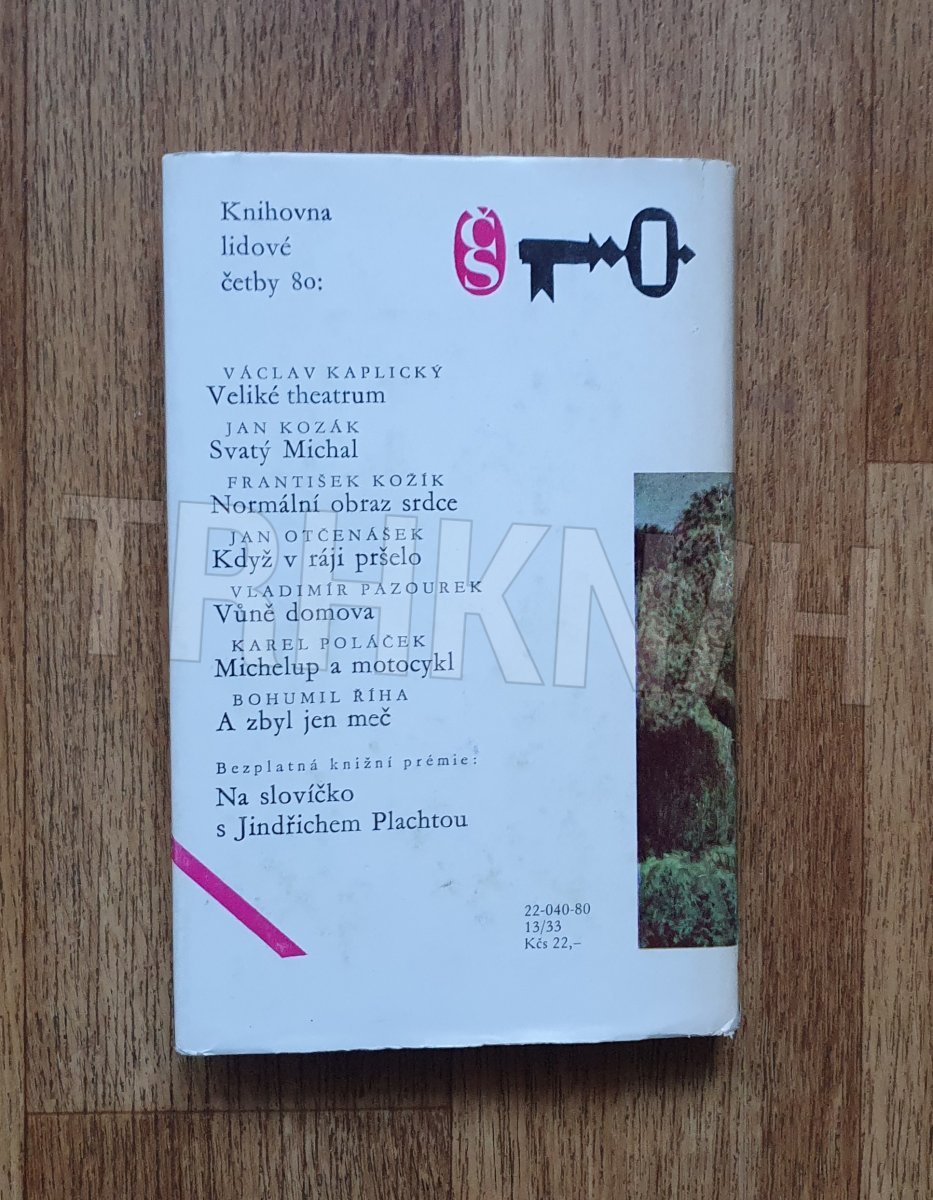 Knihovna
lidové
četby 80:
ČS
VÁCLAV KAPLICKÝ
Veliké theatrum
JAN KOZÁK
Svatý Michal
FRANTIŠEK KOŽÍK
Normální obraz srdce
JAN OTČENÁŠEK
Když v ráji pršelo
VLADIMÍR PAZOUREK
Vůně domova
KAREL POLÁČEK
Michelup a motocykl
BOHUMIL ŘÍHA
A zbyl jen meč
Bezplatná knižní prémie:
Na slovíčko
s Jindřichem Plachtou
22-040-80
13/33
Kčs 22,–
TRHKNIH